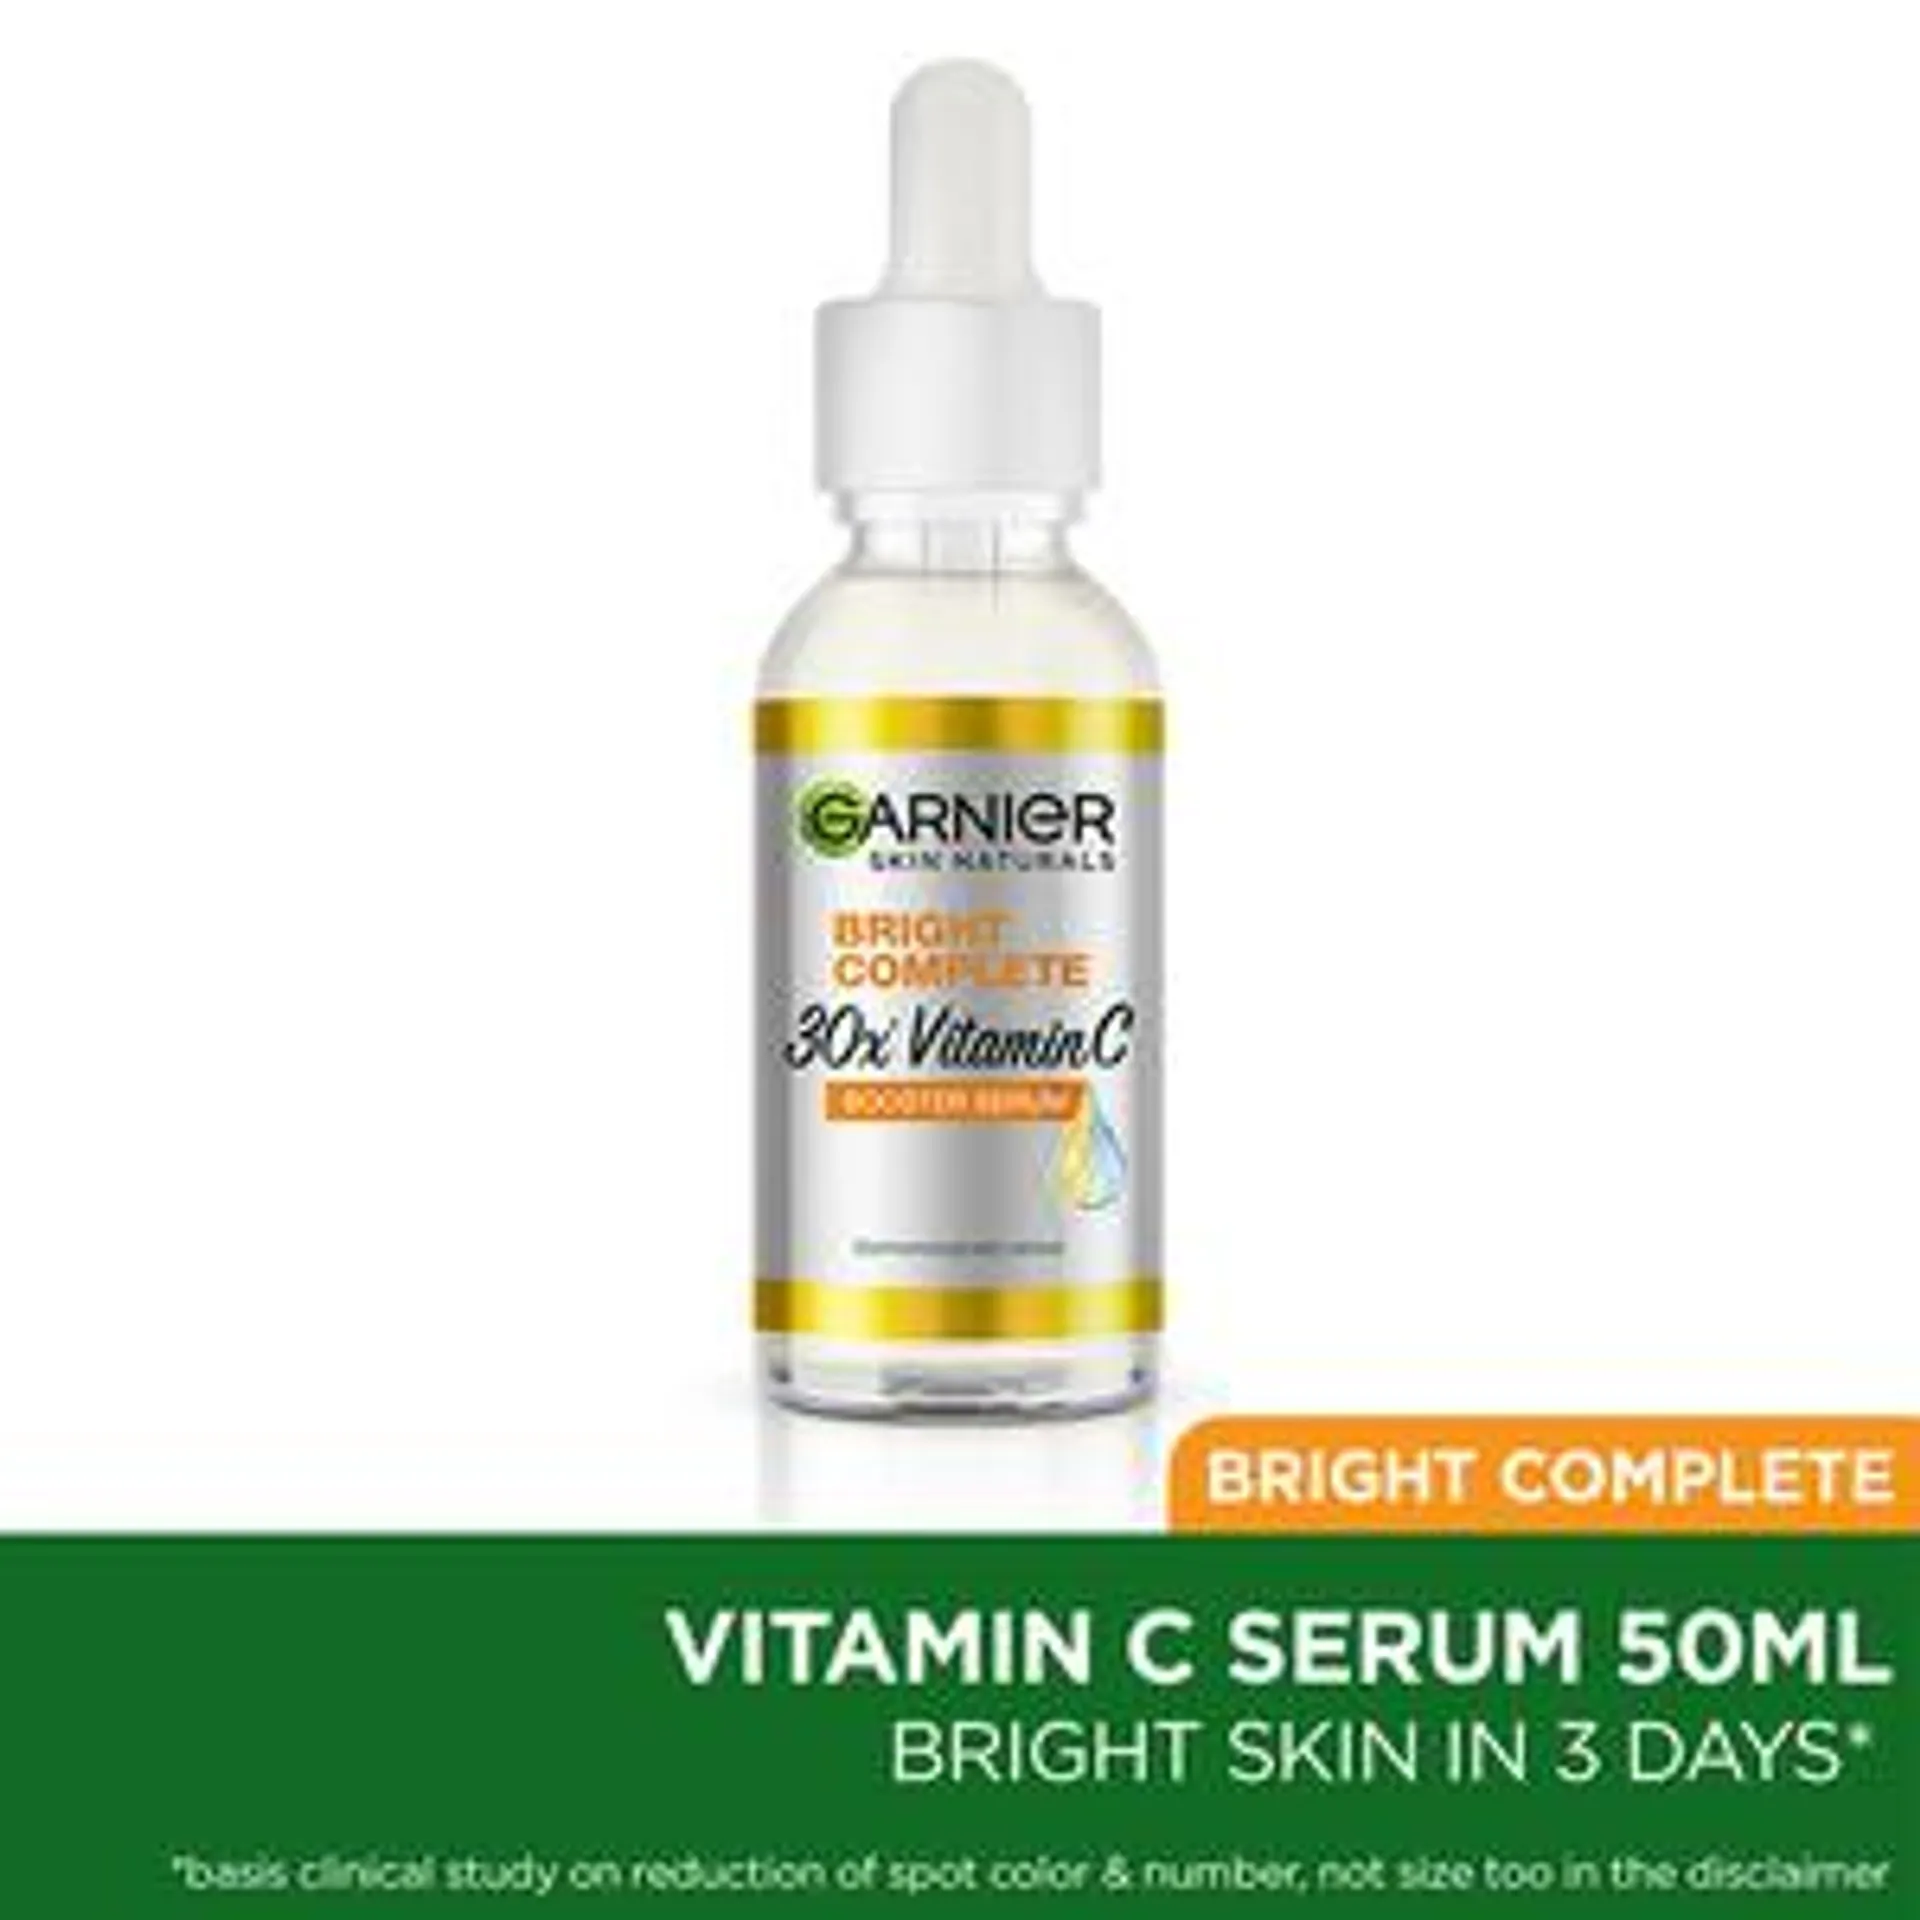 GARNIER
SKIN NATURALS
BRIGHT
COMPLETE
30x Vitamin C
BOOSTER SERUM
BRIGHT COMPLETE
VITAMIN C SERUM 50ML
BRIGHT SKIN IN 3 DAYS*
*basis clinical study on reduction of spot color & number, not size too in the disclaimer